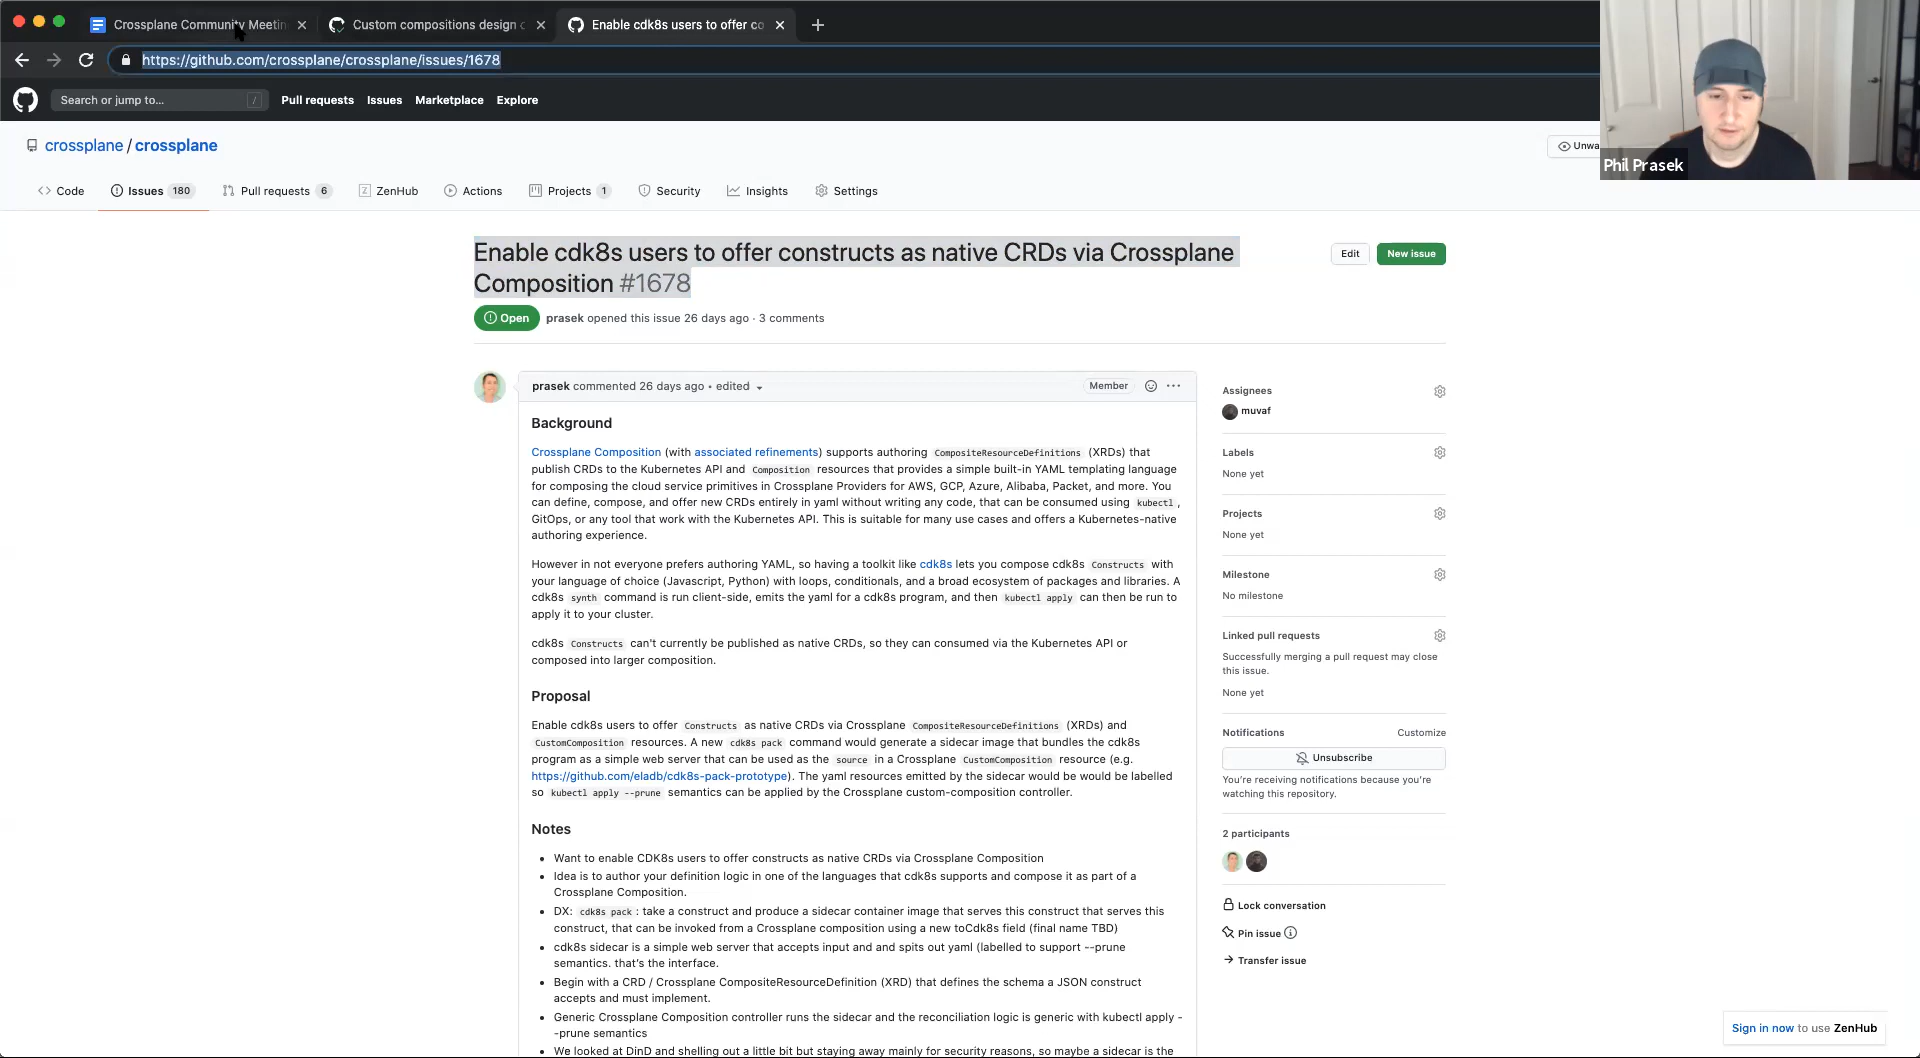 Crossplane Community Meetin
Custom compositions design
Enable cdk8s users to offer co
https://github.com/crossplane/crossplane/issues/1678
Search or jump to... /
Pull requests Issues Marketplace Explore
crossplane / crossplane
Unwa
Phil Prasek
<> Code Issues 180 Pull requests 6 ZenHub Actions Projects 1 Security Insights Settings
Enable cdk8s users to offer constructs as native CRDs via Crossplane
Composition #1678
Edit New issue
Open prasek opened this issue 26 days ago · 3 comments
prasek commented 26 days ago • edited
Member
Background
Crossplane Composition (with associated refinements) supports authoring CompositeResourceDefinitions (XRDs) that
publish CRDs to the Kubernetes API and Composition resources that provides a simple built-in YAML templating language
for composing the cloud service primitives in Crossplane Providers for AWS, GCP, Azure, Alibaba, Packet, and more. You
can define, compose, and offer new CRDs entirely in yaml without writing any code, that can be consumed using kubectl ,
GitOps, or any tool that work with the Kubernetes API. This is suitable for many use cases and offers a Kubernetes-native
authoring experience.
However in not everyone prefers authoring YAML, so having a toolkit like cdk8s lets you compose cdk8s Constructs with
your language of choice (Javascript, Python) with loops, conditionals, and a broad ecosystem of packages and libraries. A
cdk8s synth command is run client-side, emits the yaml for a cdk8s program, and then kubectl apply can then be run to
apply it to your cluster.
cdk8s Constructs can't currently be published as native CRDs, so they can consumed via the Kubernetes API or
composed into larger composition.
Proposal
Enable cdk8s users to offer Constructs as native CRDs via Crossplane CompositeResourceDefinitions (XRDs) and
CustomComposition resources. A new cdk8s pack command would generate a sidecar image that bundles the cdk8s
program as a simple web server that can be used as the source in a Crossplane CustomComposition resource (e.g.
https://github.com/eladb/cdk8s-pack-prototype). The yaml resources emitted by the sidecar would be would be labelled
so kubectl apply --prune semantics can be applied by the Crossplane custom-composition controller.
Notes
• Want to enable CDK8s users to offer constructs as native CRDs via Crossplane Composition
• Idea is to author your definition logic in one of the languages that cdk8s supports and compose it as part of a
Crossplane Composition.
• DX: cdk8s pack : take a construct and produce a sidecar container image that serves this construct that serves this
construct, that can be invoked from a Crossplane composition using a new toCdk8s field (final name TBD)
• cdk8s sidecar is a simple web server that accepts input and and spits out yaml (labelled to support --prune
semantics. that's the interface.
• Begin with a CRD / Crossplane CompositeResourceDefinition (XRD) that defines the schema a JSON construct
accepts and must implement.
• Generic Crossplane Composition controller runs the sidecar and the reconciliation logic is generic with kubectl apply -
-prune semantics
• We looked at DinD and shelling out a little bit but staying away mainly for security reasons, so maybe a sidecar is the
Assignees
muvaf
Labels
None yet
Projects
None yet
Milestone
No milestone
Linked pull requests
Successfully merging a pull request may close
this issue.
None yet
Notifications Customize
Unsubscribe
You're receiving notifications because you're
watching this repository.
2 participants
Lock conversation
Pin issue
Transfer issue
Sign in now to use ZenHub